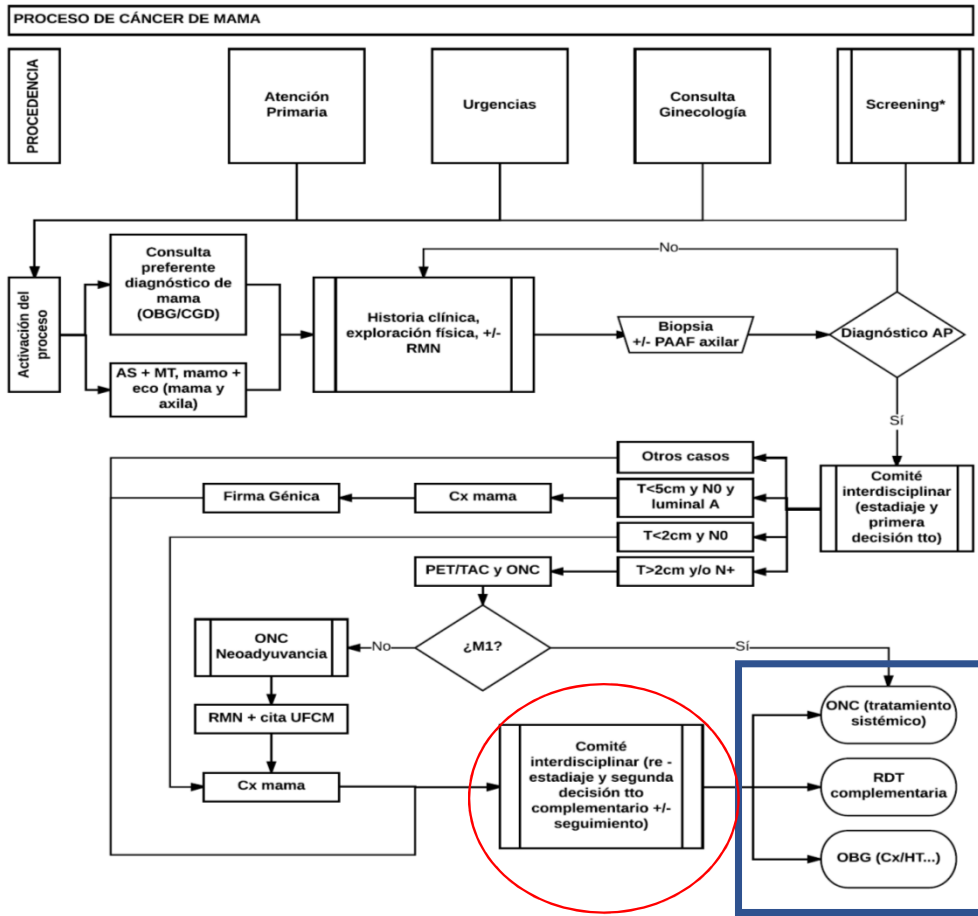 PROCESO DE CÁNCER DE MAMA
PROCEDENCIA
Atención
Primaria
Urgencias
Consulta
Ginecología
Screening*
Activación del
proceso
Consulta
preferente
diagnóstico de
mama
(OBG/CGD)
AS + MT, mamo +
eco (mama y
axila)
Historia clínica,
exploración física, +/-
RMN
Biopsia
+/- PAAF axilar
No
Diagnóstico AP
Sí
Comité
interdisciplinar
(estadiaje y
primera
decisión tto)
Otros casos
T<5cm y N0 y
luminal A
Cx mama
Firma Génica
T<2cm y N0
T>2cm y/o N+
PET/TAC y ONC
¿M1?
No
Sí
ONC
Neoadyuvancia
RMN + cita UFCM
Cx mama
Comité
interdisciplinar (re -
estadiaje y segunda
decisión tto
complementario +/-
seguimiento)
ONC (tratamiento
sistémico)
RDT
complementaria
OBG (Cx/HT...)